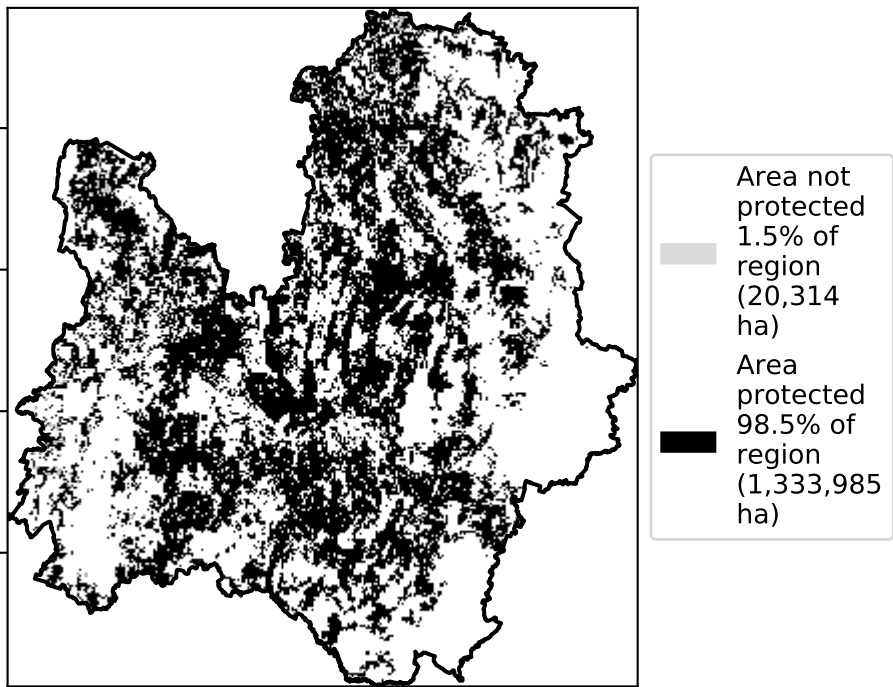 Area not
protected
1.5% of
region
(20,314
ha)
Area
protected
98.5% of
region
(1,333,985
ha)